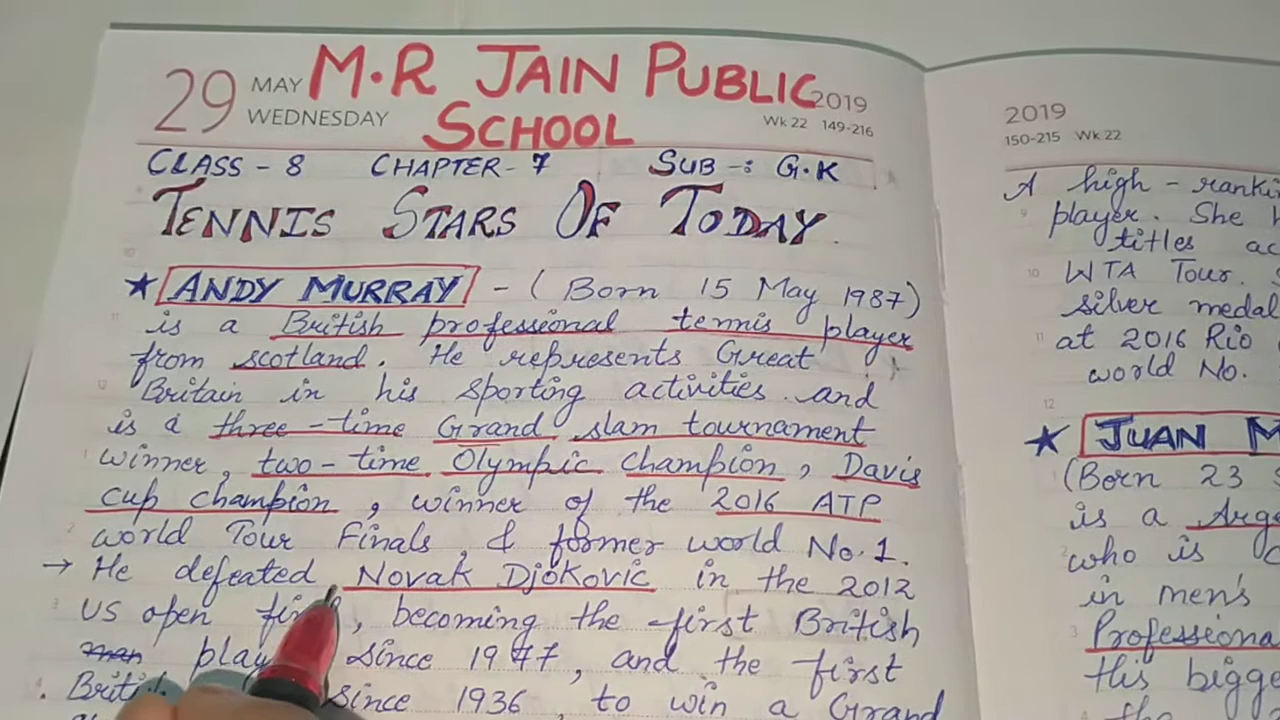 29 MAY WEDNESDAY
M.R JAIN PUBLIC SCHOOL
2019
Wk 22 149-216
CLASS - 8 CHAPTER - 7 SUB -: G.K
TENNIS STARS OF TODAY.
★ ANDY MURRAY - ( Born 15 May 1987)
is a British professional tennis player
from scotland. He represents Great
Britain in his sporting activities and
is a three-time Grand slam tournament
winner, two-time Olympic champion, Davis
cup champion, winner of the 2016 ATP
world Tour Finals, & former world No.1.
→ He defeated Novak Djokovic in the 2012
US open, becoming the first British
since 1977, and the first
since 1936, to win a Grand
2019
150-215 Wk 22
A high-
player. She
titles
WTA Tour.
silver medal
at 2016 Rio
world No.
★ JUAN
(Born 23
is a
who is
in men's
Professional
This
the